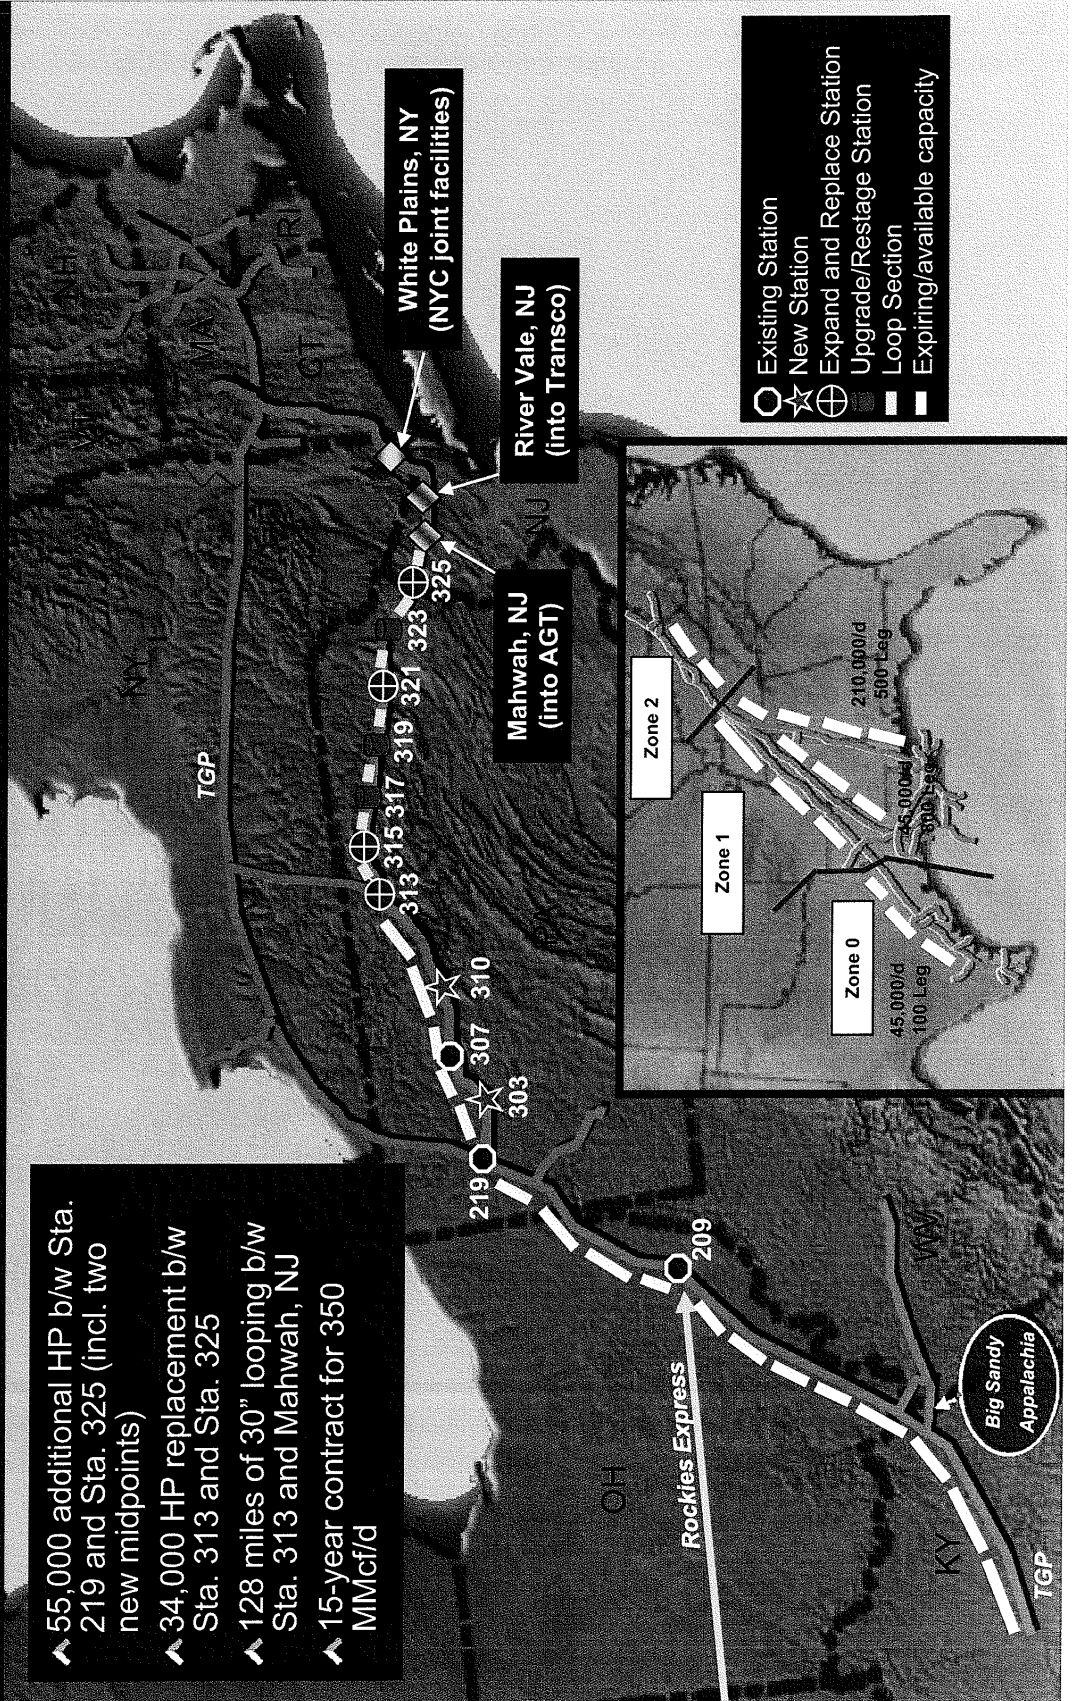 55,000 additional HP b/w Sta.
219 and Sta. 325 (incl. two
new midpoints)
34,000 HP replacement b/w
Sta. 313 and Sta. 325
128 miles of 30" looping b/w
Sta. 313 and Mahwah, NJ
15-year contract for 350
MMcf/d
NH
VT
MA
RI
CT
NY
NJ
PA
OH
WV
KY
TGP
White Plains, NY
(NYC joint facilities)
River Vale, NJ
(into Transco)
Mahwah, NJ
(into AGT)
325
323
321
319
317
315
313
310
307
303
219
209
Rockies Express
Big Sandy
Appalachia
TGP
Existing Station
New Station
Expand and Replace Station
Upgrade/Restage Station
Loop Section
Expiring/available capacity
Zone 2
Zone 1
Zone 0
210,000/d
500 Leg
45,000/d
800 Leg
45,000/d
100 Leg